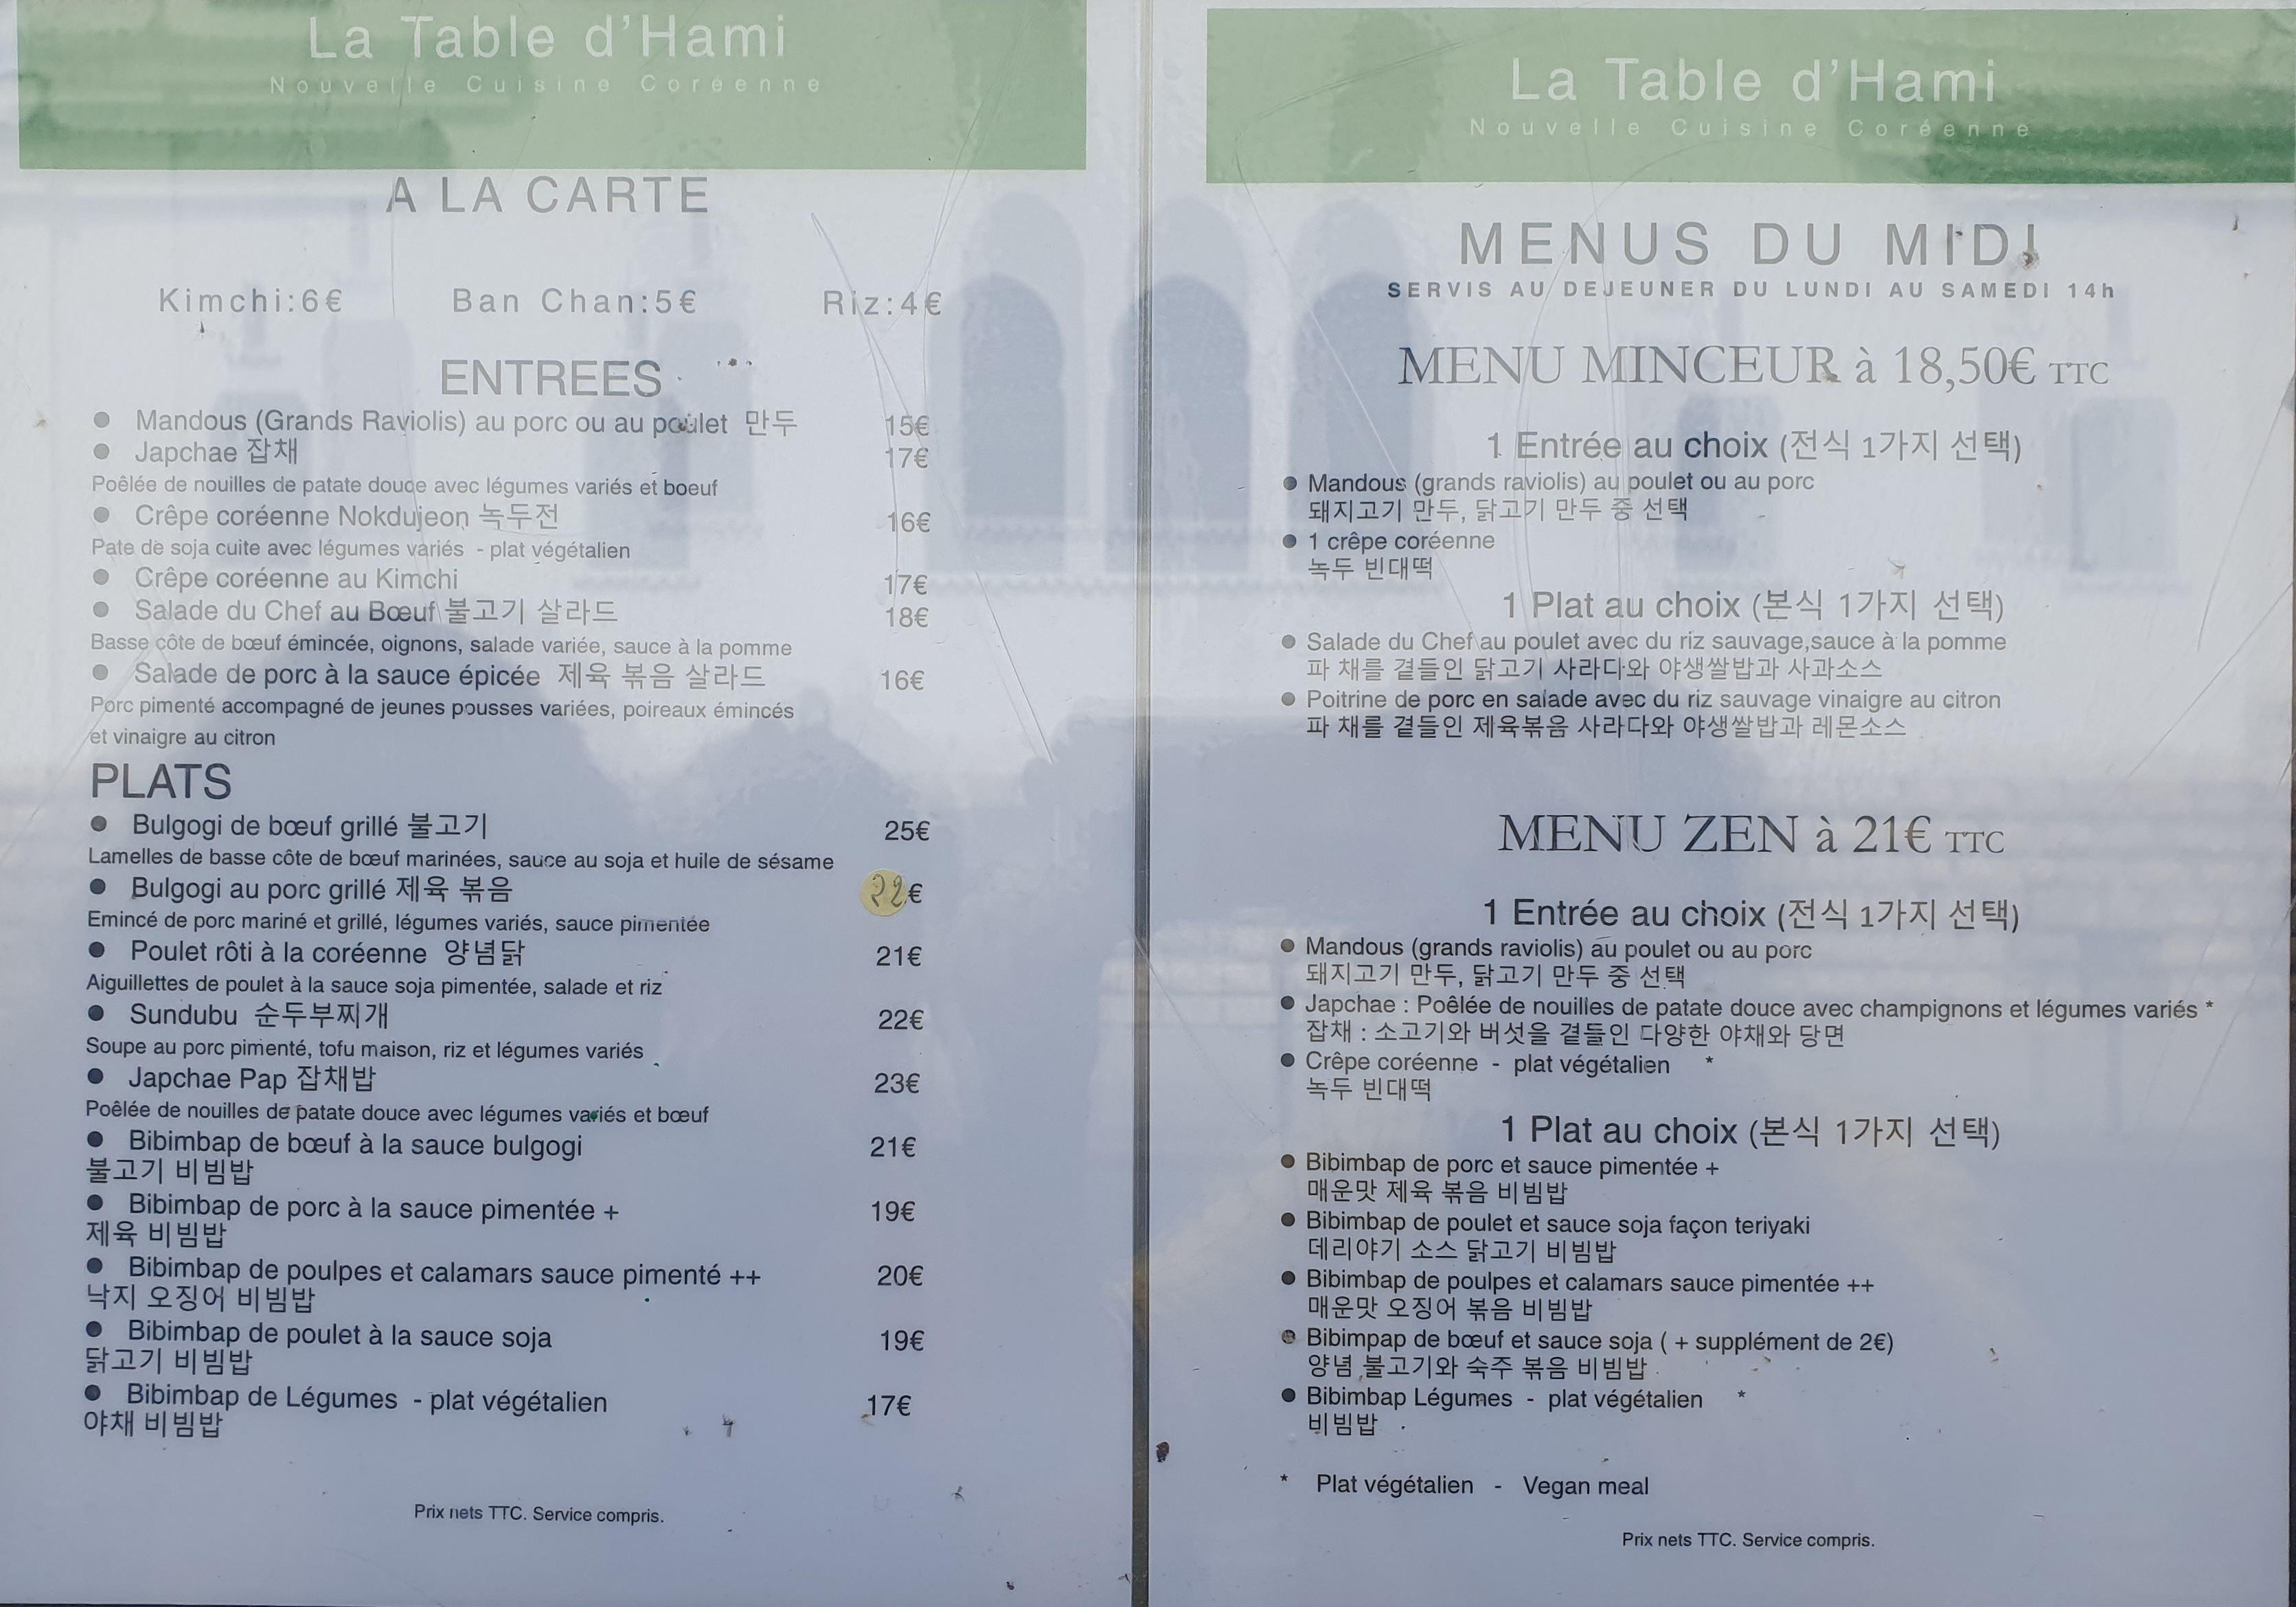 La Table d'Hami
Nouvelle Cuisine Coréenne
A LA CARTE
Kimchi:6€ Ban Chan:5€ Riz:4€
ENTREES
Mandous (Grands Raviolis) au porc ou au poulet 만두 15€
Japchae 잡채 17€
Poêlée de nouilles de patate douce avec légumes variés et boeuf
Crêpe coréenne Nokdujeon 녹두전 16€
Pate de soja cuite avec légumes variés - plat végétalien
Crêpe coréenne au Kimchi 17€
Salade du Chef au Bœuf 불고기 살라드 18€
Basse côte de bœuf émincée, oignons, salade variée, sauce à la pomme
Salade de porc à la sauce épicée 제육 볶음 살라드 16€
Porc pimenté accompagné de jeunes pousses variées, poireaux émincés
et vinaigre au citron
PLATS
Bulgogi de bœuf grillé 불고기 25€
Lamelles de basse côte de bœuf marinées, sauce au soja et huile de sésame
Bulgogi au porc grillé 제육 볶음 22€
Emincé de porc mariné et grillé, légumes variés, sauce pimentée
Poulet rôti à la coréenne 양념닭 21€
Aiguillettes de poulet à la sauce soja pimentée, salade et riz
Sundubu 순두부찌개 22€
Soupe au porc pimenté, tofu maison, riz et légumes variés
Japchae Pap 잡채밥 23€
Poêlée de nouilles de patate douce avec légumes variés et bœuf
Bibimbap de bœuf à la sauce bulgogi 21€
불고기 비빔밥
Bibimbap de porc à la sauce pimentée + 19€
제육 비빔밥
Bibimbap de poulpes et calamars sauce pimenté ++ 20€
낙지 오징어 비빔밥
Bibimbap de poulet à la sauce soja 19€
닭고기 비빔밥
Bibimbap de Légumes - plat végétalien 17€
야채 비빔밥
Prix nets TTC. Service compris.
La Table d'Hami
Nouvelle Cuisine Coréenne
MENUS DU MIDI
SERVIS AU DEJEUNER DU LUNDI AU SAMEDI 14h
MENU MINCEUR à 18,50€ TTC
1 Entrée au choix (전식 1가지 선택)
Mandous (grands raviolis) au poulet ou au porc
돼지고기 만두, 닭고기 만두 중 선택
1 crêpe coréenne
녹두 빈대떡
1 Plat au choix (본식 1가지 선택)
Salade du Chef au poulet avec du riz sauvage,sauce à la pomme
파 채를 곁들인 닭고기 사라다와 야생쌀밥과 사과소스
Poitrine de porc en salade avec du riz sauvage vinaigre au citron
파 채를 곁들인 제육볶음 사라다와 야생쌀밥과 레몬소스
MENU ZEN à 21€ TTC
1 Entrée au choix (전식 1가지 선택)
Mandous (grands raviolis) au poulet ou au porc
돼지고기 만두, 닭고기 만두 중 선택
Japchae : Poêlée de nouilles de patate douce avec champignons et légumes variés *
잡채 : 소고기와 버섯을 곁들인 다양한 야채와 당면
Crêpe coréenne - plat végétalien *
녹두 빈대떡
1 Plat au choix (본식 1가지 선택)
Bibimbap de porc et sauce pimentée +
매운맛 제육 볶음 비빔밥
Bibimbap de poulet et sauce soja façon teriyaki
데리야기 소스 닭고기 비빔밥
Bibimbap de poulpes et calamars sauce pimentée ++
매운맛 오징어 볶음 비빔밥
Bibimpap de bœuf et sauce soja ( + supplément de 2€)
양념 불고기와 숙주 볶음 비빔밥
Bibimbap Légumes - plat végétalien *
비빔밥
* Plat végétalien - Vegan meal
Prix nets TTC. Service compris.